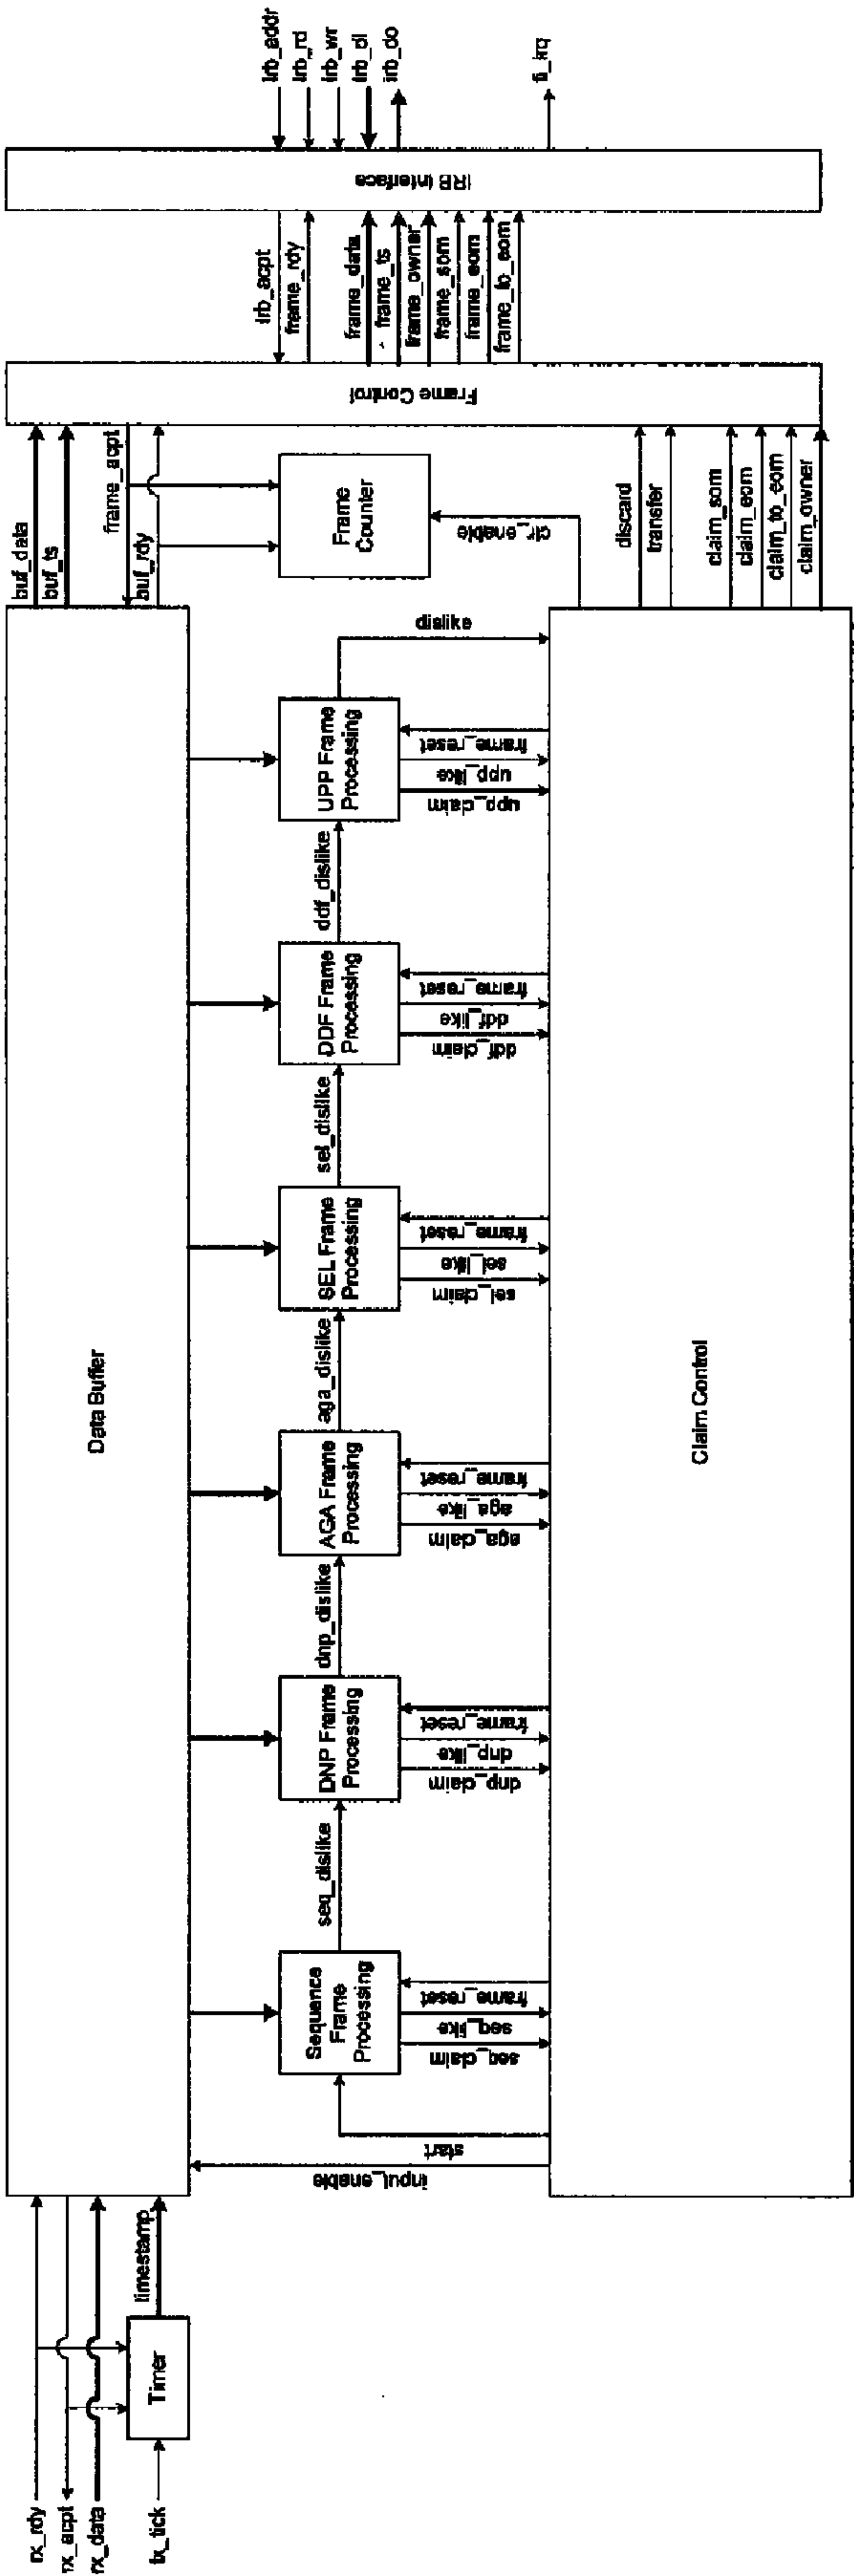 rx_rdy
rx_acpt
rx_data
tx_tick
Timer
timestamp
Data Buffer
input_enable
start
Sequence
Frame
Processing
seq_claim
seq_like
frame_reset
seq_dislike
DNP Frame
Processing
dnp_claim
dnp_like
frame_reset
dnp_dislike
AGA Frame
Processing
aga_claim
aga_like
frame_reset
aga_dislike
SEL Frame
Processing
sel_claim
sel_like
frame_reset
sel_dislike
DDF Frame
Processing
ddf_claim
ddf_like
frame_reset
ddf_dislike
UPP Frame
Processing
upp_claim
upp_like
frame_reset
dislike
Claim Control
buf_data
buf_ts
frame_acpt
buf_rdy
Frame
Counter
ctr_enable
discard
transfer
claim_som
claim_eom
claim_to_eom
claim_owner
Frame Control
irb_acpt
frame_rdy
frame_data
frame_ts
frame_owner
frame_som
frame_eom
frame_to_eom
IRB Interface
irb_addr
irb_rd
irb_wr
irb_di
irb_do